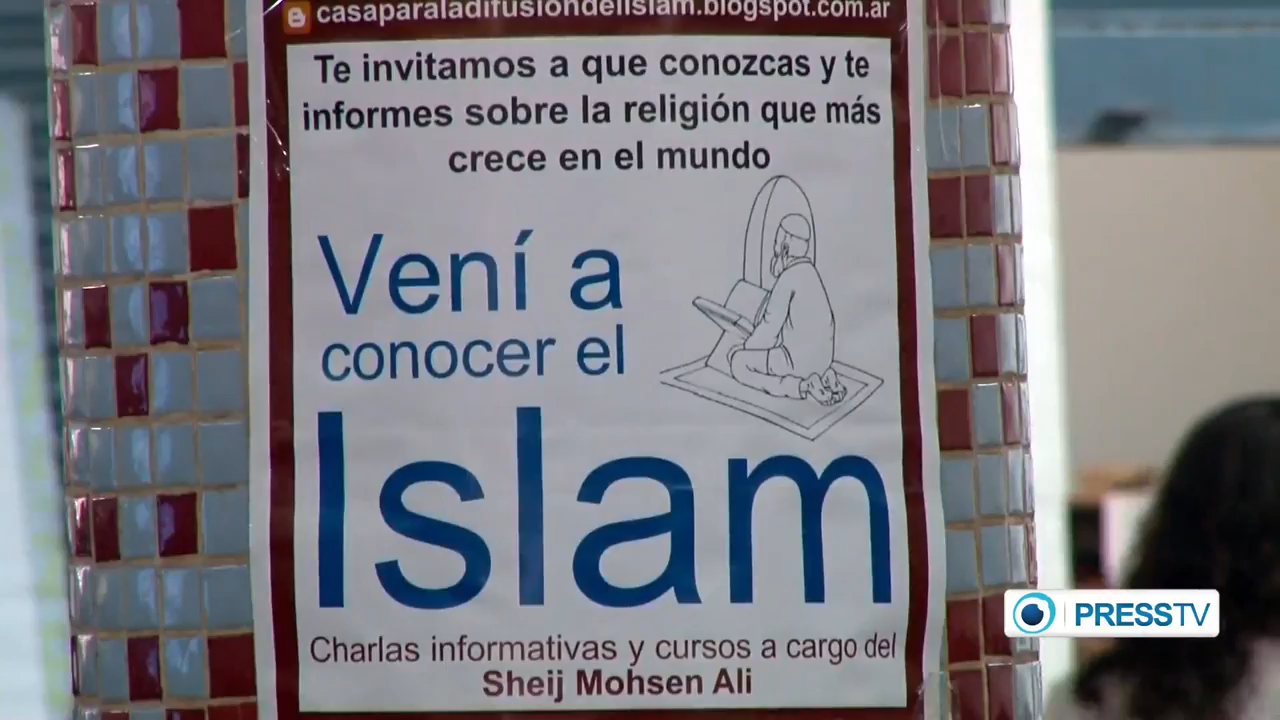 casaparaladifusiondelislam.blogspot.com.ar
Te invitamos a que conozcas y te
informes sobre la religión que más
crece en el mundo
Vení a
conocer el
Islam
Charlas informativas y cursos a cargo del
Sheij Mohsen Ali
PRESSTV